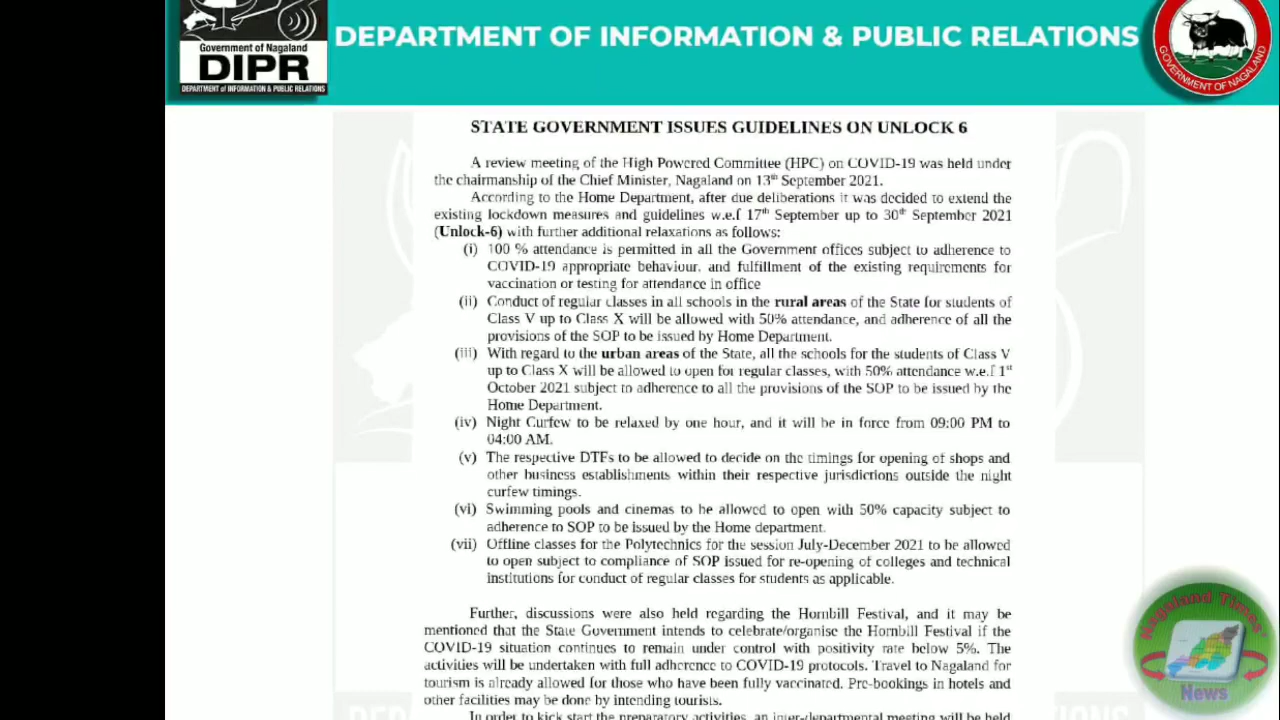 Government of Nagaland
DIPR
DEPARTMENT of INFORMATION & PUBLIC RELATIONS
DEPARTMENT OF INFORMATION & PUBLIC RELATIONS
GOVERNMENT OF NAGALAND
STATE GOVERNMENT ISSUES GUIDELINES ON UNLOCK 6
A review meeting of the High Powered Committee (HPC) on COVID-19 was held under
the chairmanship of the Chief Minister, Nagaland on 13th September 2021.
According to the Home Department, after due deliberations it was decided to extend the
existing lockdown measures and guidelines w.e.f 17th September up to 30th September 2021
(Unlock-6) with further additional relaxations as follows:
(i) 100 % attendance is permitted in all the Government offices subject to adherence to
COVID-19 appropriate behaviour, and fulfillment of the existing requirements for
vaccination or testing for attendance in office
(ii) Conduct of regular classes in all schools in the rural areas of the State for students of
Class V up to Class X will be allowed with 50% attendance, and adherence of all the
provisions of the SOP to be issued by Home Department.
(iii) With regard to the urban areas of the State, all the schools for the students of Class V
up to Class X will be allowed to open for regular classes, with 50% attendance w.e.f 1st
October 2021 subject to adherence to all the provisions of the SOP to be issued by the
Home Department.
(iv) Night Curfew to be relaxed by one hour, and it will be in force from 09:00 PM to
04:00 AM.
(v) The respective DTFs to be allowed to decide on the timings for opening of shops and
other business establishments within their respective jurisdictions outside the night
curfew timings.
(vi) Swimming pools and cinemas to be allowed to open with 50% capacity subject to
adherence to SOP to be issued by the Home department.
(vii) Offline classes for the Polytechnics for the session July-December 2021 to be allowed
to open subject to compliance of SOP issued for re-opening of colleges and technical
institutions for conduct of regular classes for students as applicable.
Further, discussions were also held regarding the Hornbill Festival, and it may be
mentioned that the State Government intends to celebrate/organise the Hornbill Festival if the
COVID-19 situation continues to remain under control with positivity rate below 5%. The
activities will be undertaken with full adherence to COVID-19 protocols. Travel to Nagaland for
tourism is already allowed for those who have been fully vaccinated. Pre-bookings in hotels and
other facilities may be done by intending tourists.
In order to kick start the preparatory activities, an inter-departmental meeting will be held
Nagaland Times'
News